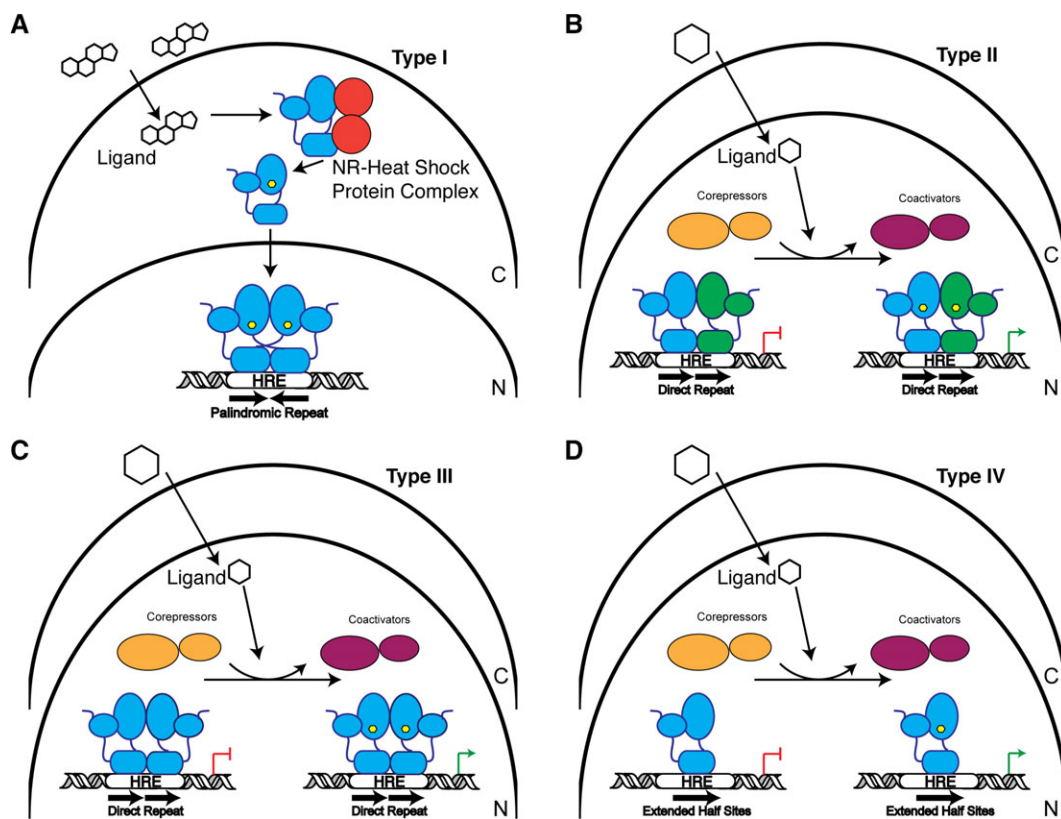 A
Type I
Ligand
NR-Heat Shock
Protein Complex
C
HRE
N
Palindromic Repeat
B
Type II
Ligand
Corepressors
Coactivators
C
HRE
HRE
Direct Repeat
Direct Repeat
N
C
Type III
Ligand
Corepressors
Coactivators
C
HRE
HRE
Direct Repeat
Direct Repeat
N
D
Type IV
Ligand
Corepressors
Coactivators
C
HRE
HRE
Extended Half Sites
Extended Half Sites
N